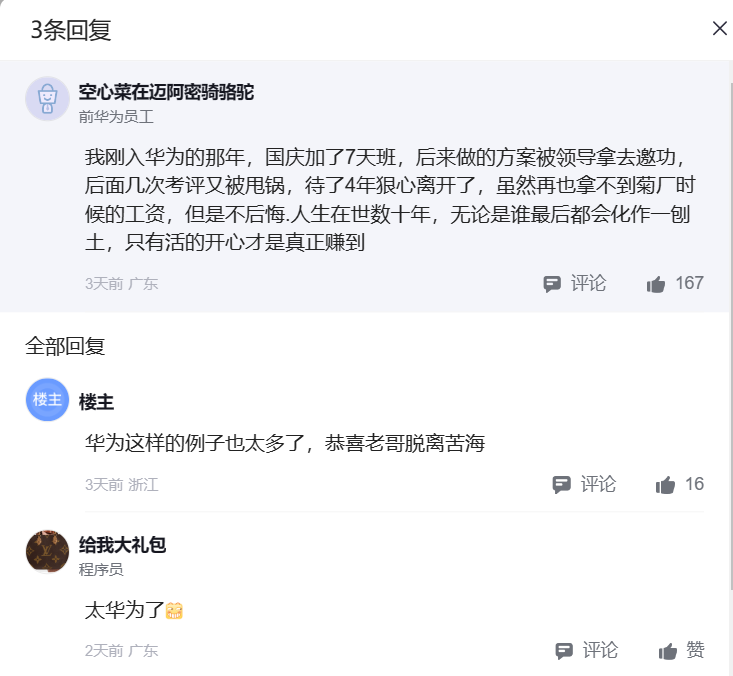 3条回复
空心菜在迈阿密骑骆驼
前华为员工
我刚入华为的那年，国庆加了7天班，后来做的方案被领导拿去邀功，
后面几次考评又被甩锅，待了4年狠心离开了，虽然再也拿不到菊厂时
候的工资，但是不后悔.人生在世数十年，无论是谁最后都会化作一刨
土，只有活的开心才是真正赚到
3天前 广东
评论
167
全部回复
楼主
楼主
华为这样的例子也太多了，恭喜老哥脱离苦海
3天前 浙江
评论
16
给我大礼包
程序员
太华为了😁
2天前 广东
评论
赞